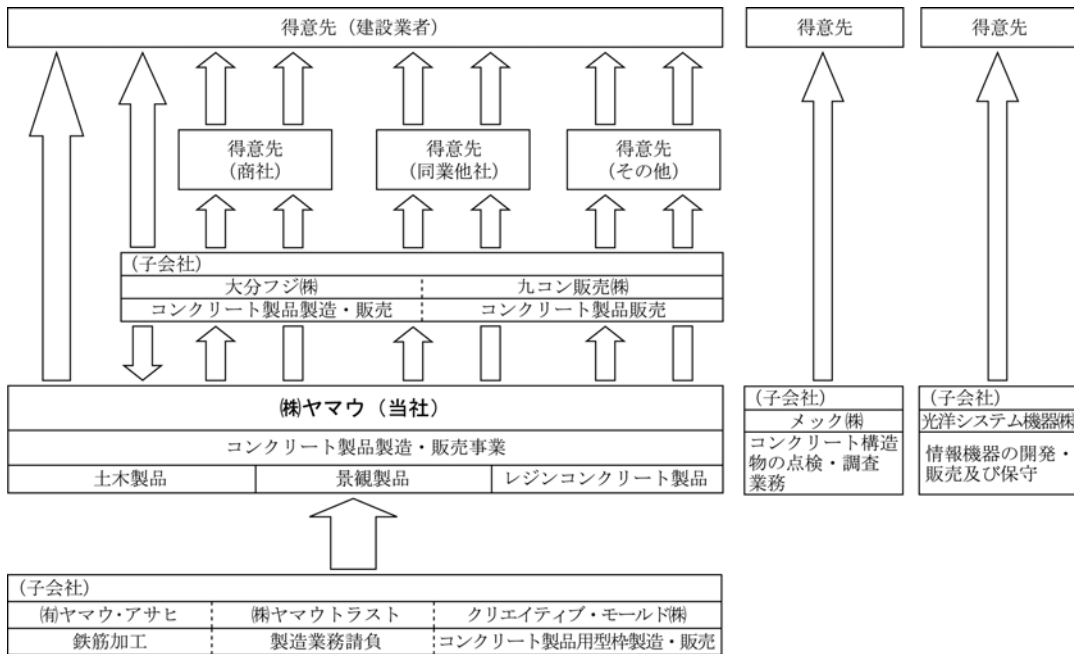 得意先(建設業者)
得意先
得意先
得意先
(商社)
得意先
(同業他社)
得意先
(その他)
(子会社)
大分フジ㈱
九コン販売㈱
コンクリート製品製造・販売
コンクリート製品販売
㈱ヤマウ(当社)
コンクリート製品製造・販売事業
土木製品
景観製品
レジンコンクリート製品
(子会社)
メック㈱
コンクリート構造
物の点検・調査
業務
(子会社)
光洋システム機器㈱
情報機器の開発・
販売及び保守
(子会社)
㈲ヤマウ・アサヒ
㈱ヤマウトラスト
クリエイティブ・モールド㈱
鉄筋加工
製造業務請負
コンクリート製品用型枠製造・販売